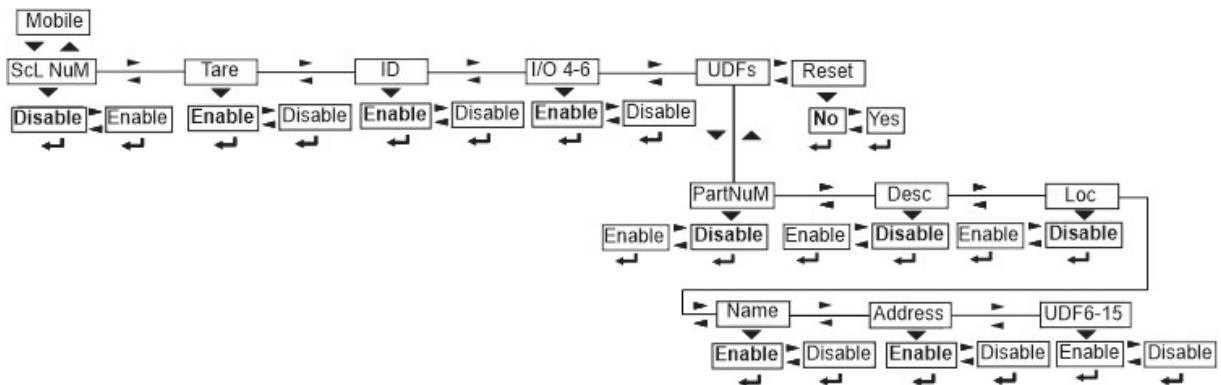 Mobile
ScL NuM Tare ID I/O 4-6 UDFs Reset
Disable Enable Enable Disable Enable Disable Enable Disable No Yes
PartNuM Desc Loc
Enable Disable Enable Disable Enable Disable
Name Address UDF6-15
Enable Disable Enable Disable Enable Disable